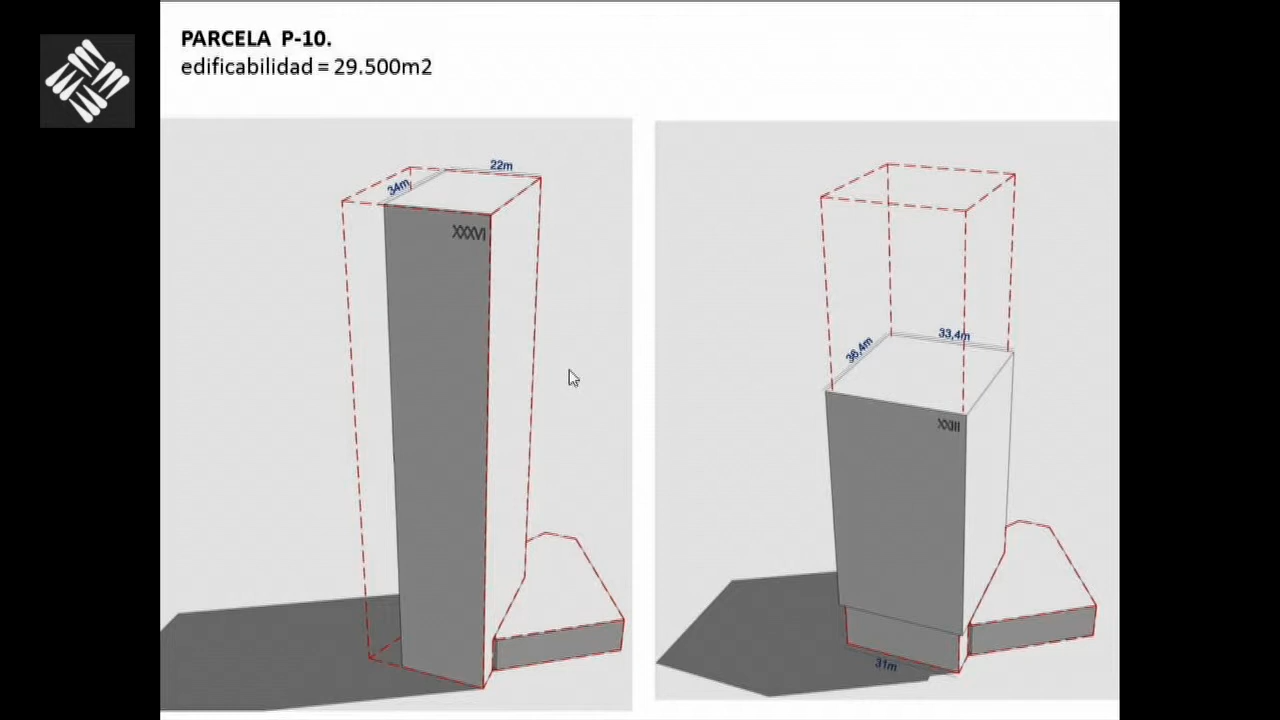 PARCELA P-10.
edificabilidad = 29.500m2
34m
22m
XXXVI
36,4m
33,4m
XXIII
31m